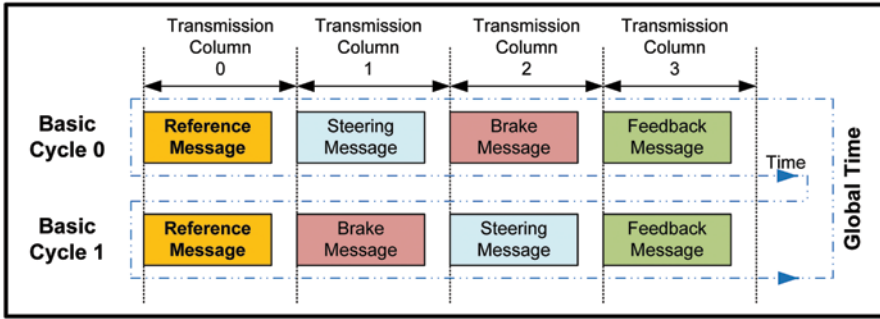 Transmission Column 0
Transmission Column 1
Transmission Column 2
Transmission Column 3
Basic Cycle 0
Reference Message
Steering Message
Brake Message
Feedback Message
Time
Basic Cycle 1
Reference Message
Brake Message
Steering Message
Feedback Message
Global Time